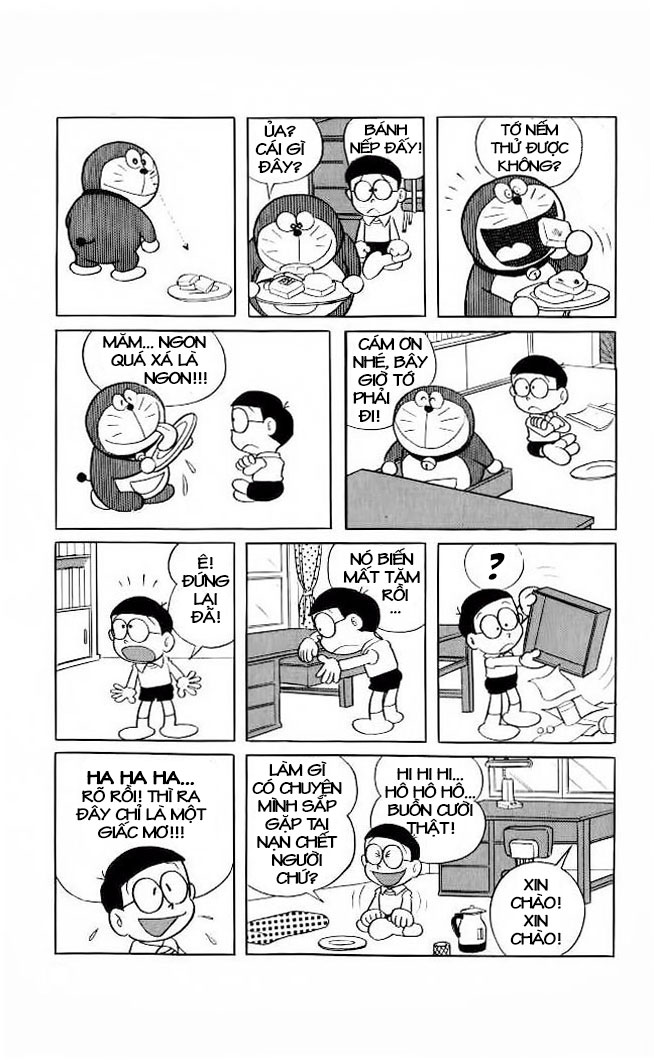 ỦA?
CÁI GÌ
ĐÂY?
BÁNH
NẾP ĐẤY!
TỚ NẾM
THỬ ĐƯỢC
KHÔNG?
MĂM... NGON
QUÁ XÁ LÀ
NGON!!!
CÁM ƠN
NHÉ, BÂY
GIỜ TỚ
PHẢI
ĐI!
Ê!
ĐỨNG
LẠI
ĐÃ!
NÓ BIẾN
MẤT TĂM
RỒI
...
?
HA HA HA...
RÕ RỒI! THÌ RA
ĐÂY CHỈ LÀ MỘT
GIẤC MƠ!!!
LÀM GÌ
CÓ CHUYỆN
MÌNH SẮP
GẶP TAI
NẠN CHẾT
NGƯỜI
CHỨ?
HI HI HI...
HÔ HÔ HÔ...
BUỒN CƯỜI
THẬT!
XIN
CHÀO!
XIN
CHÀO!